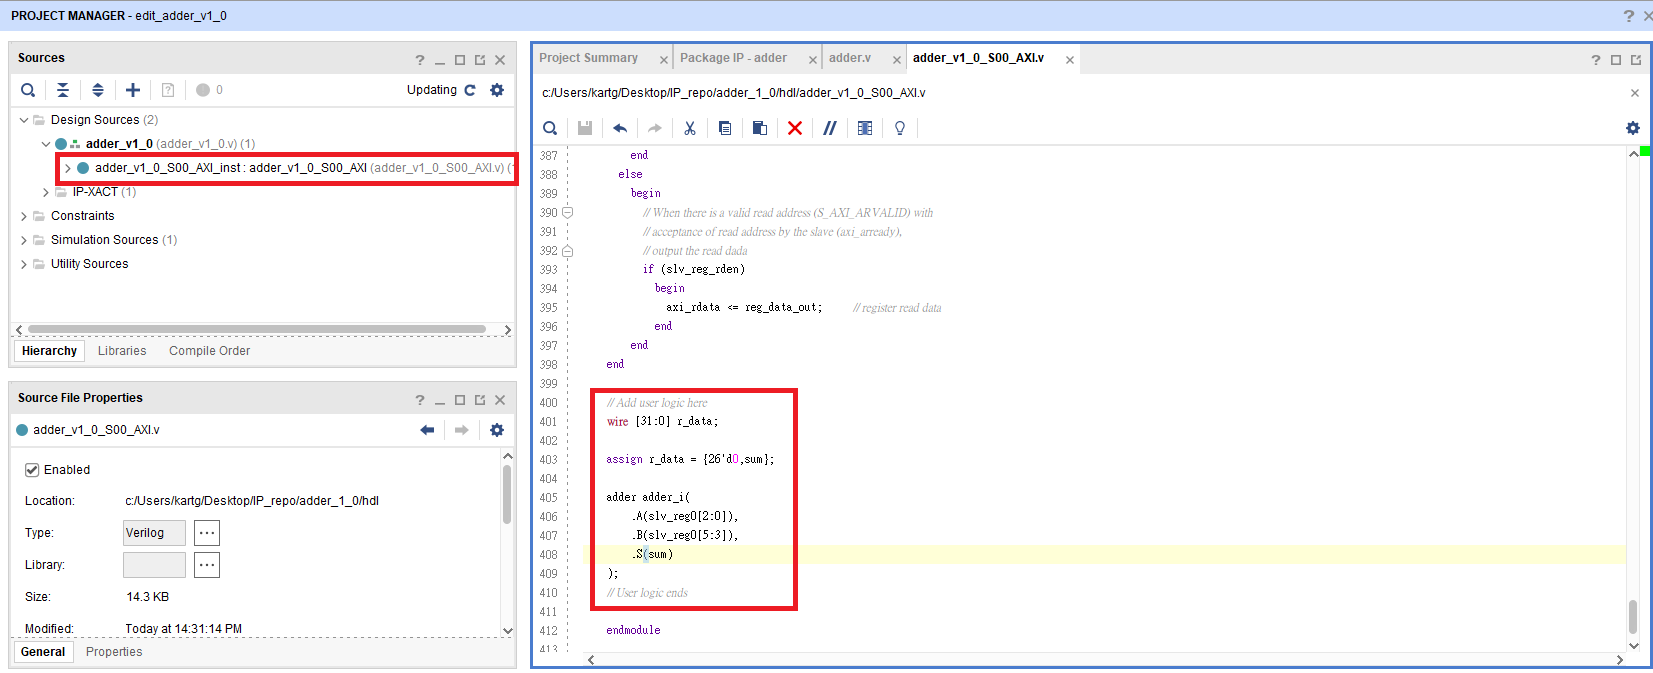 PROJECT MANAGER - edit_adder_v1_0
Sources
0
Updating
Design Sources (2)
adder_v1_0 (adder_v1_0.v) (1)
adder_v1_0_S00_AXI_inst : adder_v1_0_S00_AXI (adder_v1_0_S00_AXI.v) (
IP-XACT (1)
Constraints
Simulation Sources (1)
Utility Sources
Hierarchy Libraries Compile Order
Source File Properties
adder_v1_0_S00_AXI.v
Enabled
Location: c:/Users/kartg/Desktop/IP_repo/adder_1_0/hdl
Type: Verilog ...
Library: ...
Size: 14.3 KB
Modified: Today at 14:31:14 PM
General Properties
Project Summary Package IP - adder adder.v adder_v1_0_S00_AXI.v
c:/Users/kartg/Desktop/IP_repo/adder_1_0/hdl/adder_v1_0_S00_AXI.v
387 end
388 else
389 begin
390 // When there is a valid read address (S_AXI_ARVALID) with
391 // acceptance of read address by the slave (axi_arready),
392 // output the read dada
393 if (slv_reg_rden)
394 begin
395 axi_rdata <= reg_data_out; // register read data
396 end
397 end
398 end
399
400 // Add user logic here
401 wire [31:0] r_data;
402
403 assign r_data = {26'd0,sum};
404
405 adder adder_i(
406 .A(slv_reg0[2:0]),
407 .B(slv_reg0[5:3]),
408 .S(sum)
409 );
410 // User logic ends
411
412 endmodule
413